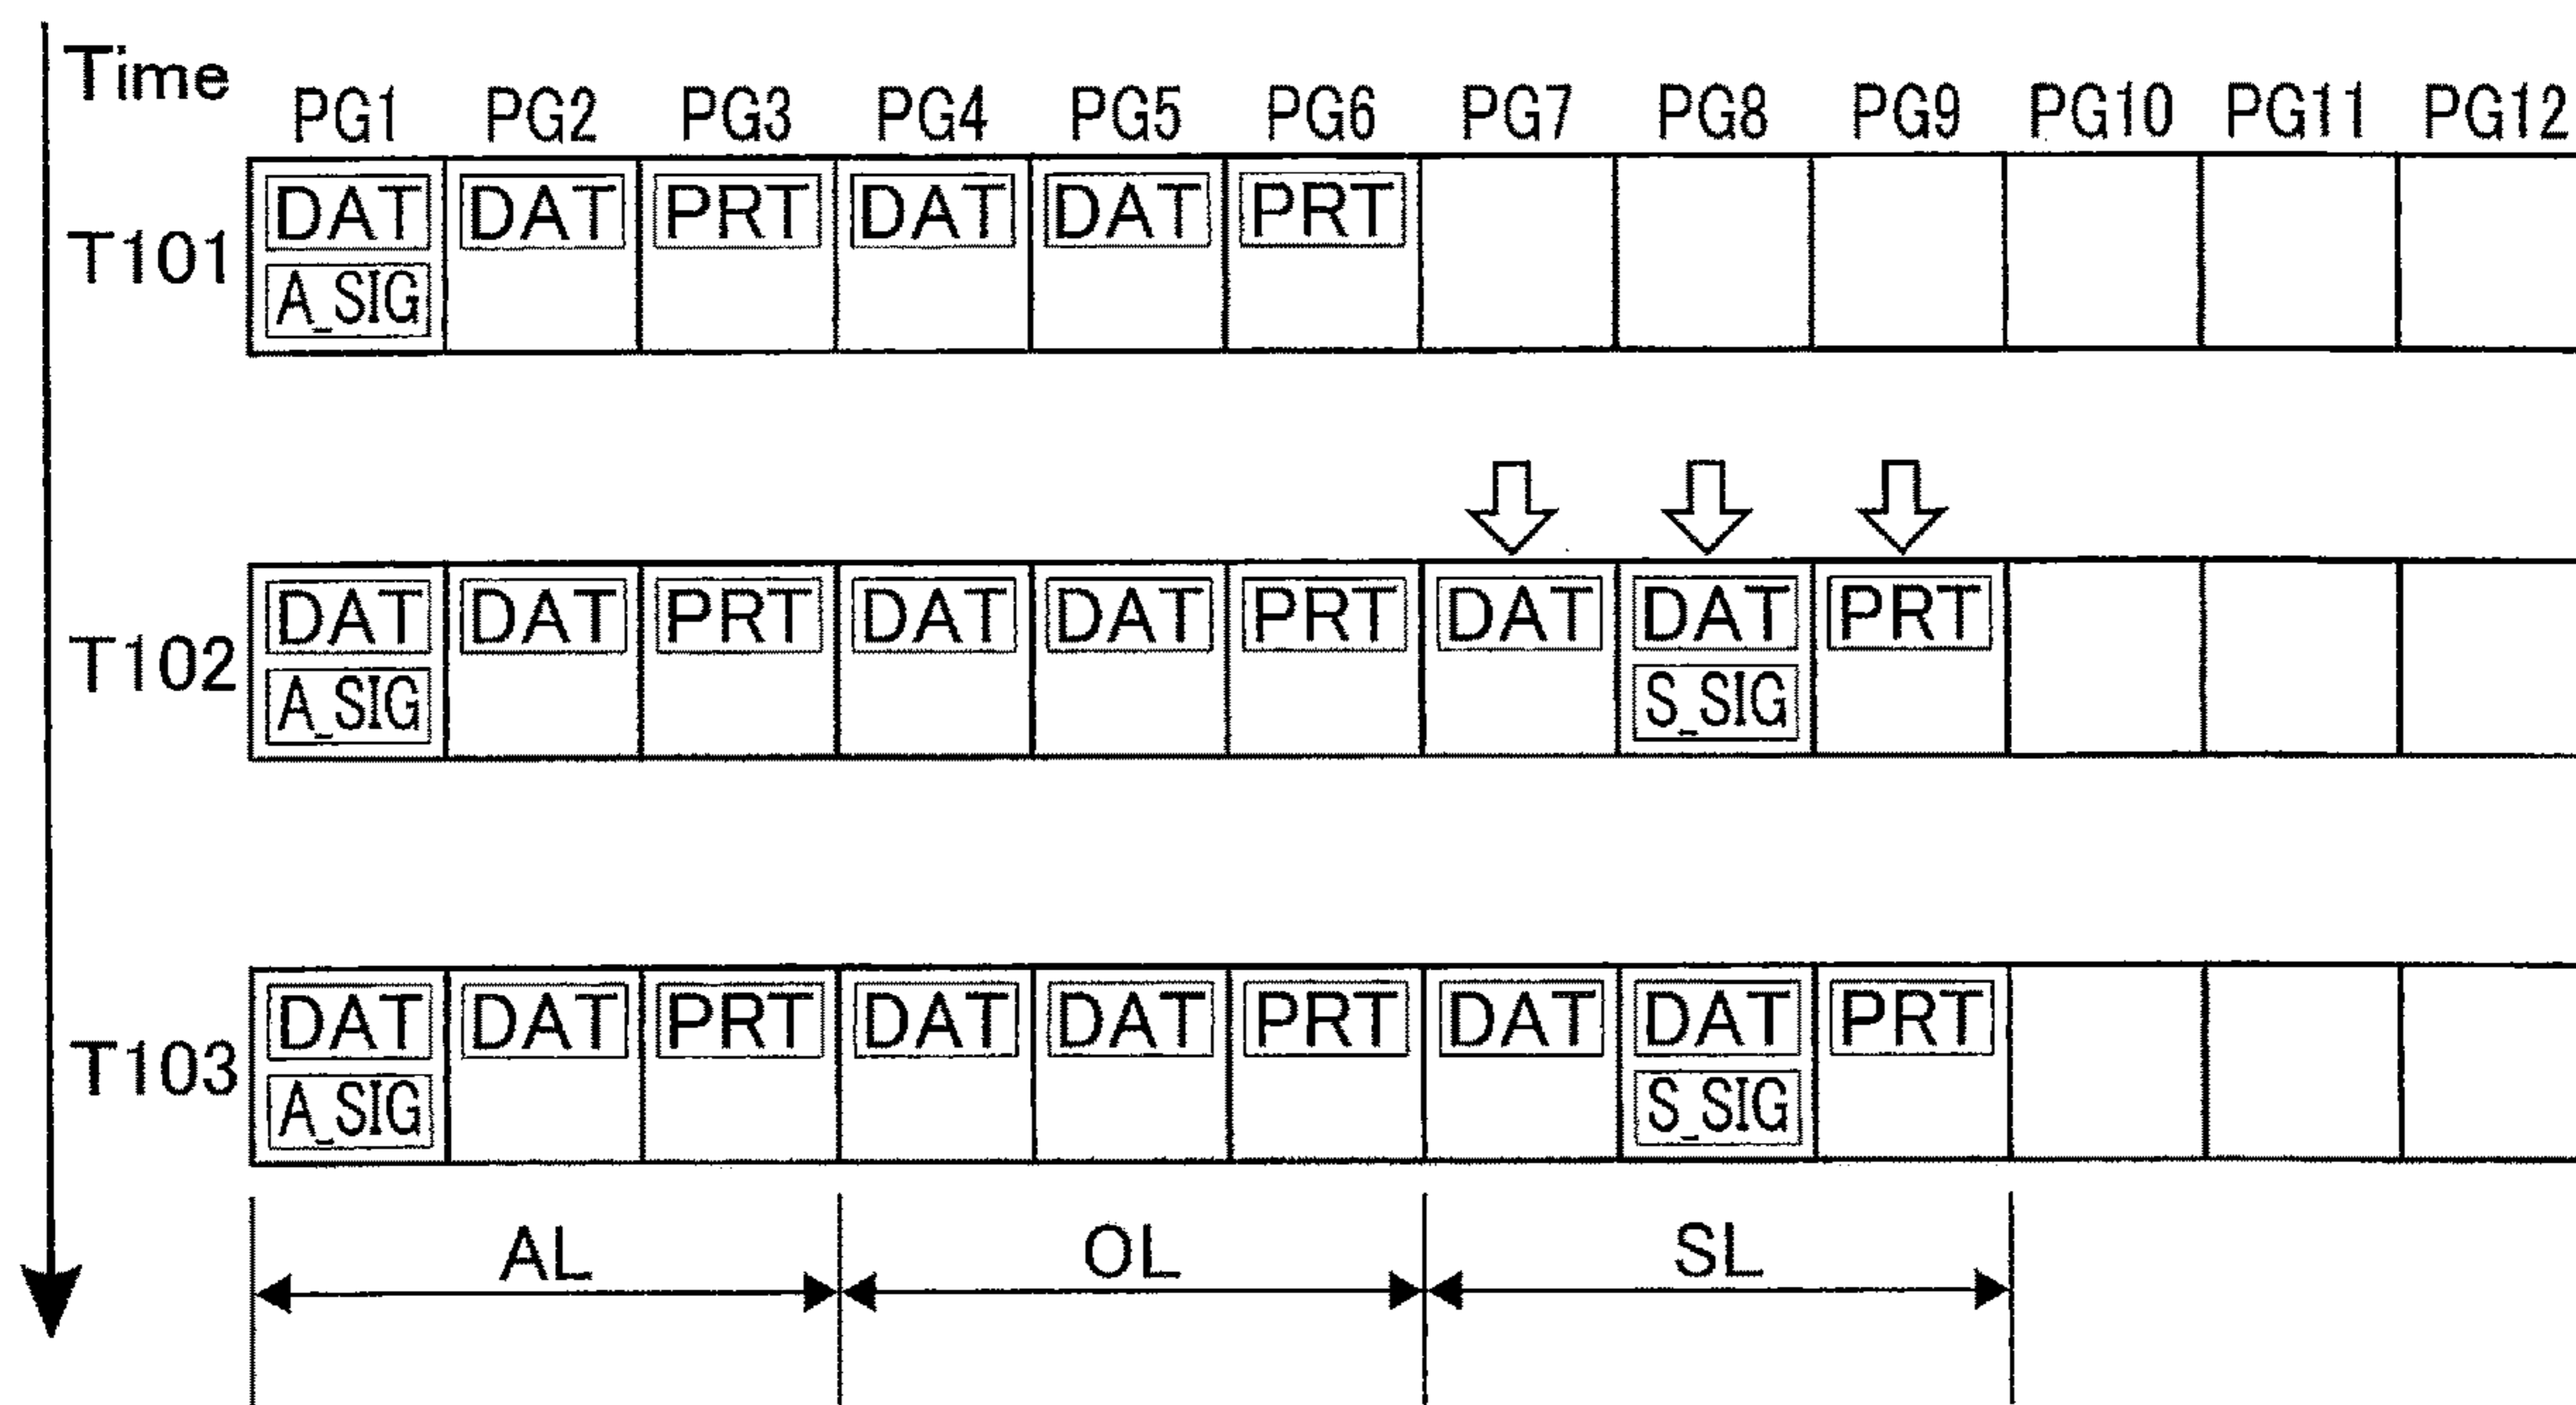 Time
PG1 PG2 PG3 PG4 PG5 PG6 PG7 PG8 PG9 PG10 PG11 PG12
T101
DAT DAT PRT DAT DAT PRT
A_SIG
T102
DAT DAT PRT DAT DAT PRT DAT DAT PRT
A_SIG S_SIG
T103
DAT DAT PRT DAT DAT PRT DAT DAT PRT
A_SIG S_SIG
AL OL SL